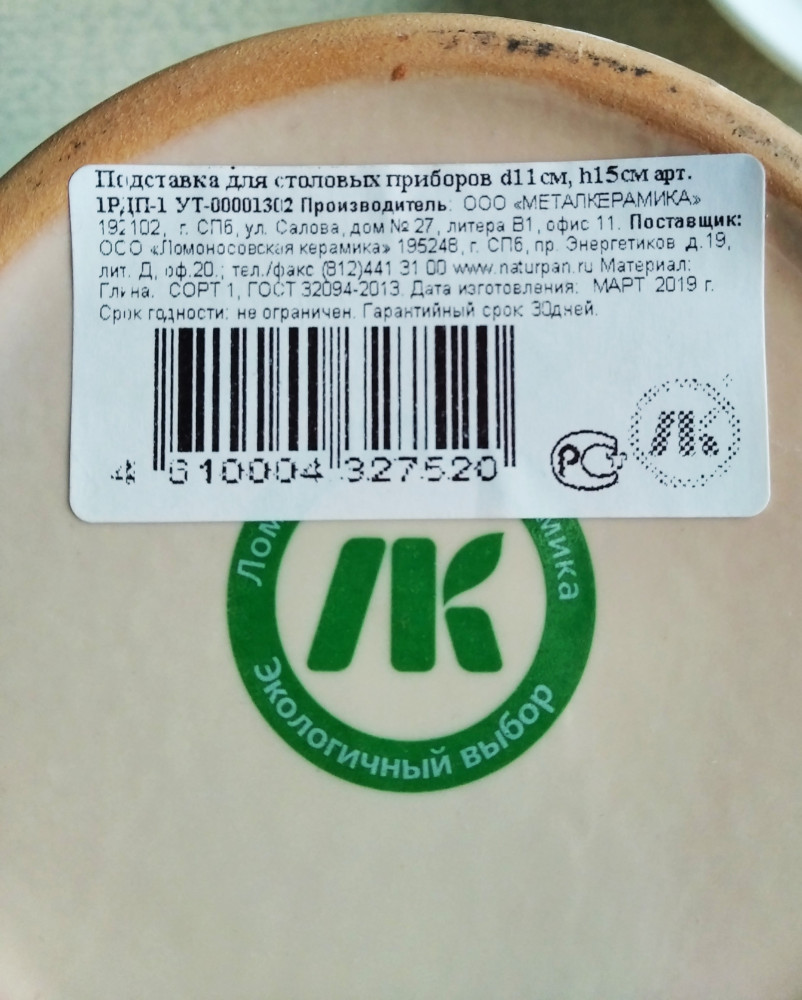 Подставка для столовых приборов d11см, h15см арт.
1РДП-1 УТ-00001302 Производитель: ООО «МЕТАЛКЕРАМИКА»
192102, г. СПб, ул. Салова, дом № 27, литера В1, офис 11. Поставщик:
ООО «Ломоносовская керамика» 195248, г. СПб, пр. Энергетиков д.19,
лит. Д, оф.20.; тел./факс (812)441 31 00 www.naturpan.ru Материал:
Глина. СОРТ 1, ГОСТ 32094-2013. Дата изготовления: МАРТ 2019 г.
Срок годности: не ограничен. Гарантийный срок 30дней.
4 610004 327520
РСТ
ЛК
Лом мика
ЛК
Экологичный выбор